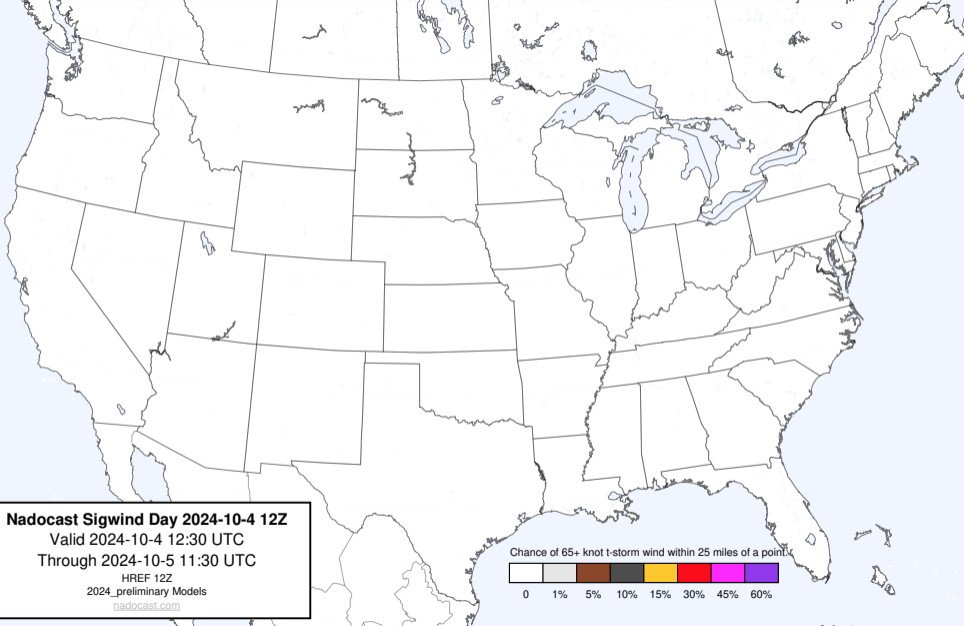 Nadocast Sigwind Day 2024-10-4 12Z
Valid 2024-10-4 12:30 UTC
Through 2024-10-5 11:30 UTC
HREF 12Z
2024_preliminary Models
nadocast.com
Chance of 65+ knot t-storm wind within 25 miles of a point.
0 1% 5% 10% 15% 30% 45% 60%